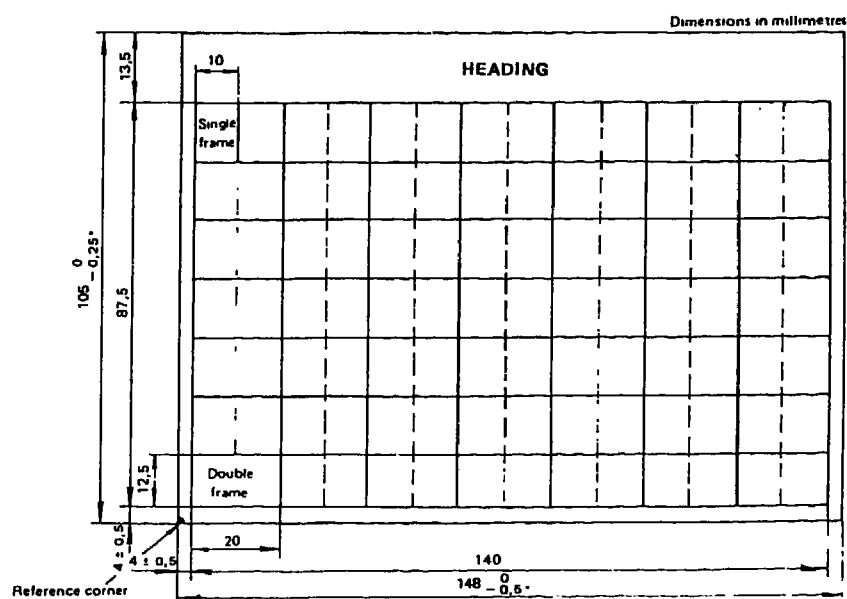 Dimensions in millimetres
HEADING
10
13,5
Single
frame
105 0 − 0,25*
87,5
12,5
Double
frame
4 ± 0,5
4 ± 0,5
20
140
148 0 − 0,5*
Reference corner